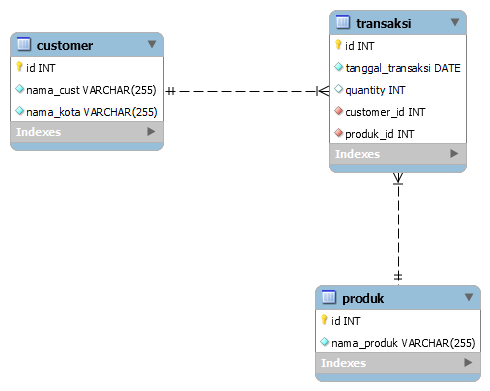 customer
id INT
nama_cust VARCHAR(255)
nama_kota VARCHAR(255)
Indexes
transaksi
id INT
tanggal_transaksi DATE
quantity INT
customer_id INT
produk_id INT
Indexes
produk
id INT
nama_produk VARCHAR(255)
Indexes